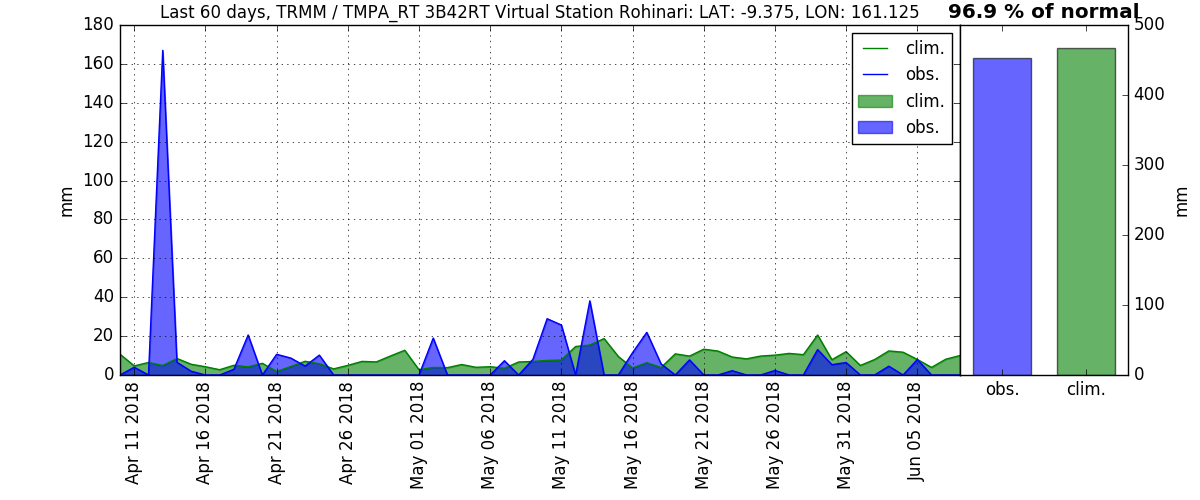 Last 60 days, TRMM / TMPA_RT 3B42RT Virtual Station Rohinari: LAT: -9.375, LON: 161.125
96.9 % of normal
180
160
140
120
100
80
60
40
20
0
mm
clim.
obs.
clim.
obs.
500
400
300
200
100
0
mm
Apr 11 2018
Apr 16 2018
Apr 21 2018
Apr 26 2018
May 01 2018
May 06 2018
May 11 2018
May 16 2018
May 21 2018
May 26 2018
May 31 2018
Jun 05 2018
obs.
clim.